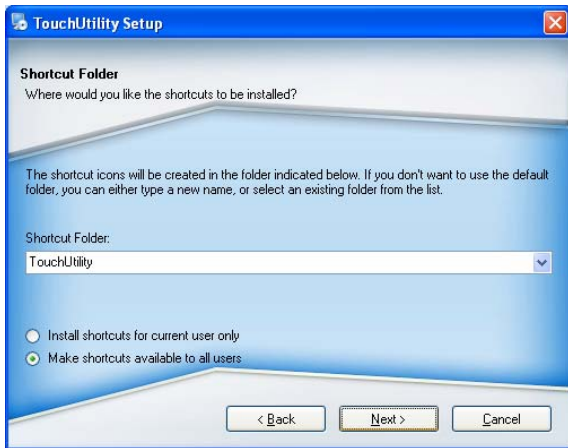 TouchUtility Setup
Shortcut Folder
Where would you like the shortcuts to be installed?
The shortcut icons will be created in the folder indicated below. If you don't want to use the default
folder, you can either type a new name, or select an existing folder from the list.
Shortcut Folder:
TouchUtility
Install shortcuts for current user only
Make shortcuts available to all users
< Back
Next >
Cancel